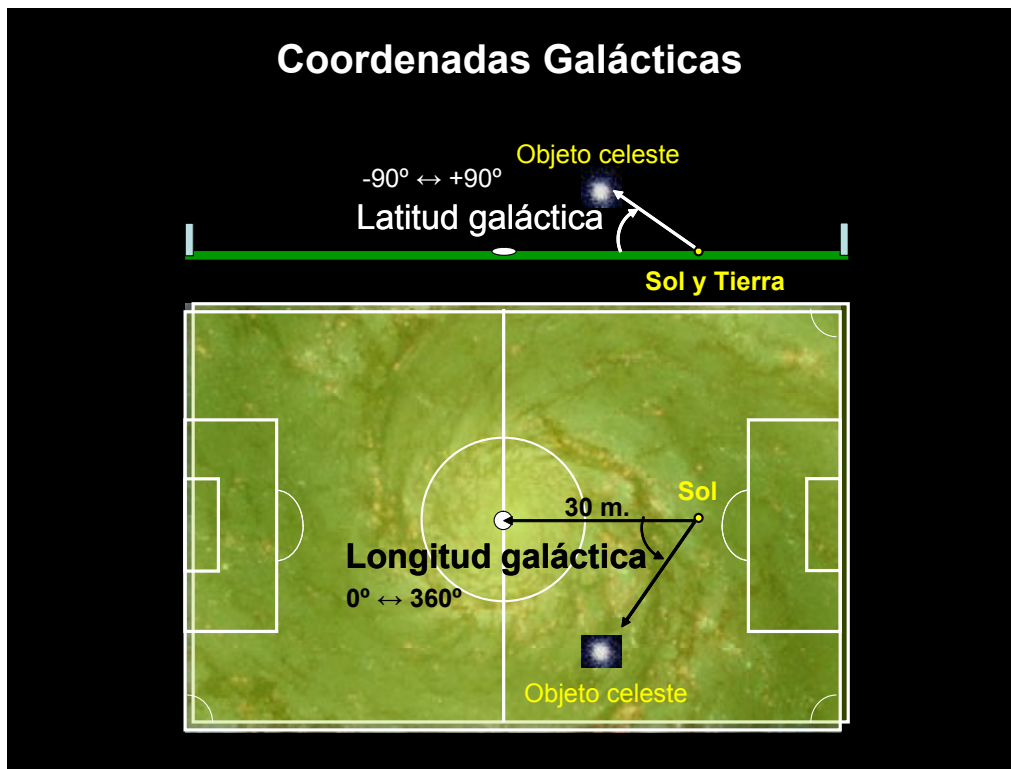 Coordenadas Galácticas
Objeto celeste
-90º ↔ +90º
Latitud galáctica
Sol y Tierra
Sol
30 m.
Longitud galáctica
0º ↔ 360º
Objeto celeste